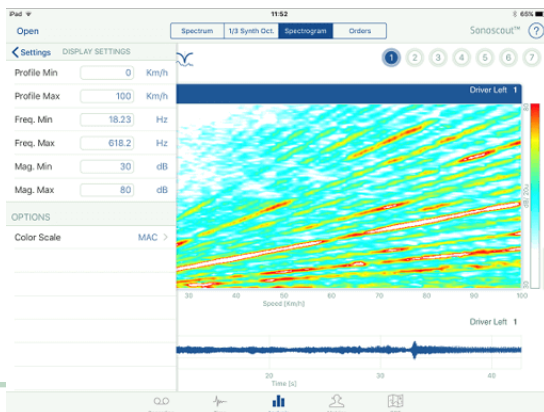 iPad
11:52
65%
Open
Spectrum
1/3 Synth Oct.
Spectrogram
Orders
Sonoscout™
?
Settings
DISPLAY SETTINGS
1 2 3 4 5 6 7
Profile Min 0 Km/h
Profile Max 100 Km/h
Freq. Min 18.23 Hz
Freq. Max 618.2 Hz
Mag. Min 30 dB
Mag. Max 80 dB
OPTIONS
Color Scale MAC
Driver Left 1
80
dB
30
30 40 50 60 70 80 90 100
Speed [Km/h]
Driver Left 1
20 30 40
Time [s]